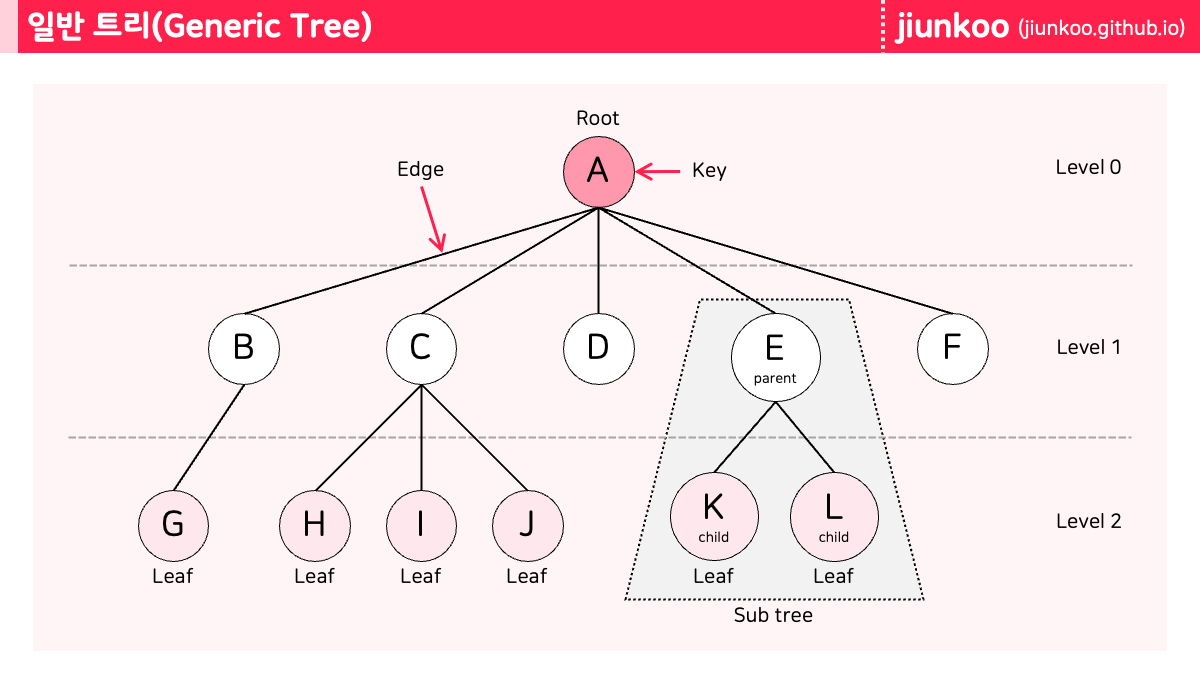 일반 트리(Generic Tree)
jiunkoo (jiunkoo.github.io)
Root
Edge
A
Key
Level 0
B
C
D
E
parent
F
Level 1
G
H
I
J
K
child
L
child
Level 2
Leaf
Leaf
Leaf
Leaf
Leaf
Leaf
Sub tree